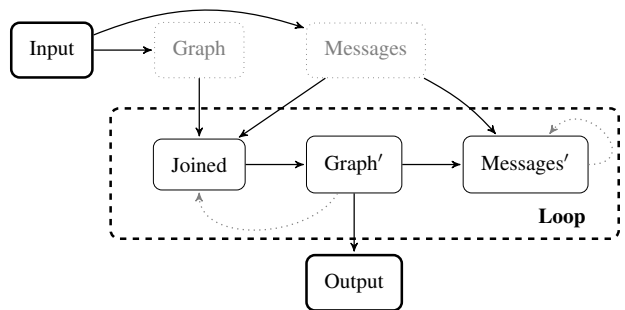 Input
Graph
Messages
Joined
Graph′
Messages′
Loop
Output